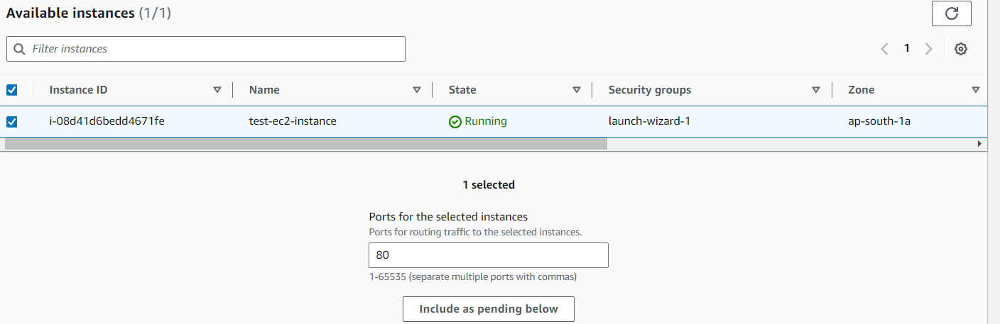 Available instances (1/1)
Filter instances
1
Instance ID Name State Security groups Zone
i-08d41d6bedd4671fe test-ec2-instance Running launch-wizard-1 ap-south-1a
1 selected
Ports for the selected instances
Ports for routing traffic to the selected instances.
80
1-65535 (separate multiple ports with commas)
Include as pending below